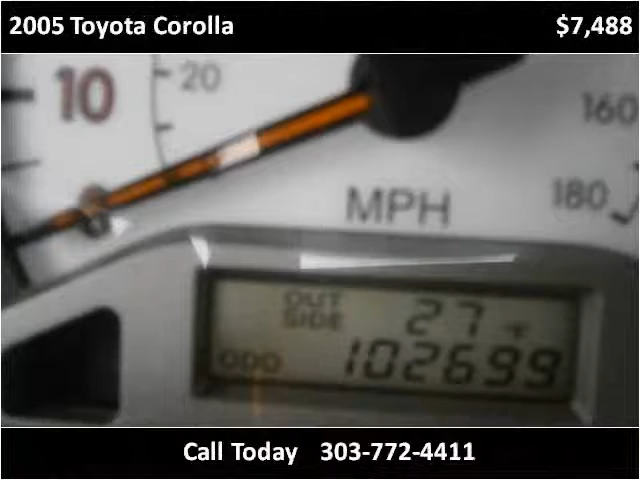 2005 Toyota Corolla $7,488
10 20
160
MPH 180
OUT
SIDE 27 °F
ODO 102699
Call Today 303-772-4411